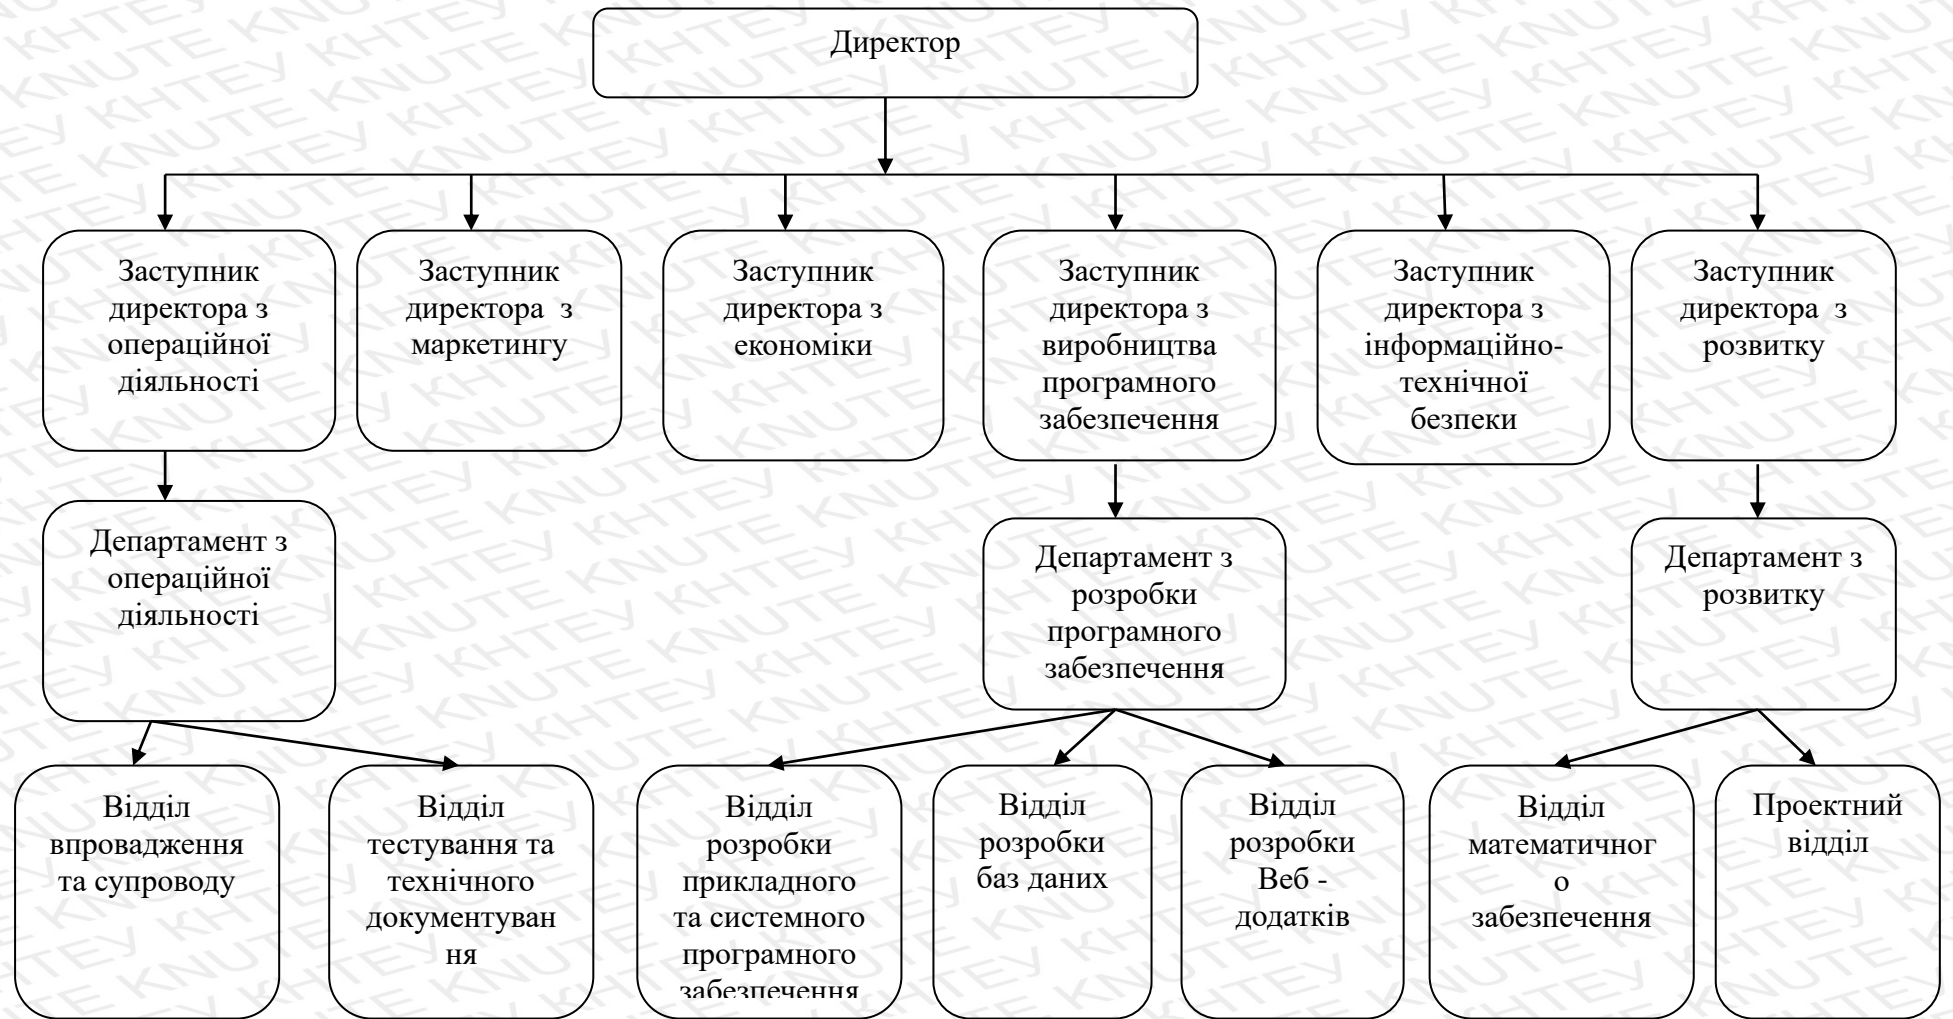 Директор
Заступник
директора з
операційної
діяльності
Заступник
директора з
маркетингу
Заступник
директора з
економіки
Заступник
директора з
виробництва
програмного
забезпечення
Заступник
директора з
інформаційно-
технічної
безпеки
Заступник
директора з
розвитку
Департамент з
операційної
діяльності
Департамент з
розробки
програмного
забезпечення
Департамент з
розвитку
Відділ
впровадження
та супроводу
Відділ
тестування та
технічного
документуван
ня
Відділ
розробки
прикладного
та системного
програмного
забезпечення
Відділ
розробки
баз даних
Відділ
розробки
Веб -
додатків
Відділ
математичног
о
забезпечення
Проектний
відділ